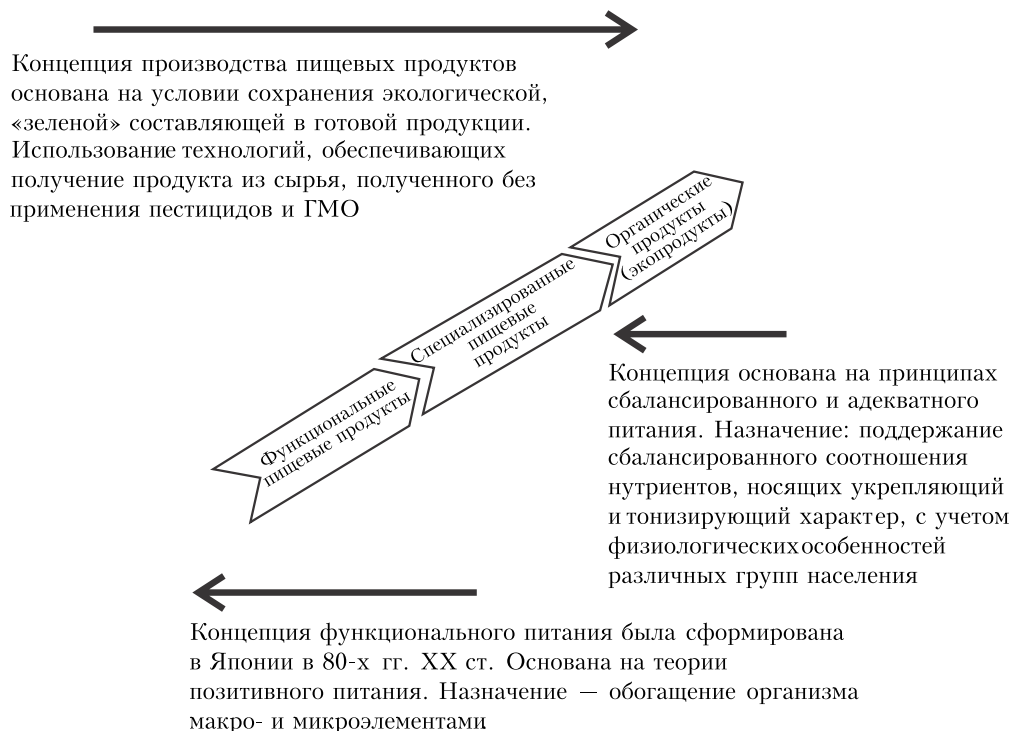 Концепция производства пищевых продуктов
основана на условии сохранения экологической,
«зеленой» составляющей в готовой продукции.
Использование технологий, обеспечивающих
получение продукта из сырья, полученного без
применения пестицидов и ГМО
Органические
продукты
(экопродукты)
Специализированные
пищевые
продукты
Функциональные
пищевые продукты
Концепция основана на принципах
сбалансированного и адекватного
питания. Назначение: поддержание
сбалансированного соотношения
нутриентов, носящих укрепляющий
и тонизирующий характер, с учетом
физиологических особенностей
различных групп населения
Концепция функционального питания была сформирована
в Японии в 80-х гг. XX ст. Основана на теории
позитивного питания. Назначение — обогащение организма
макро- и микроэлементами